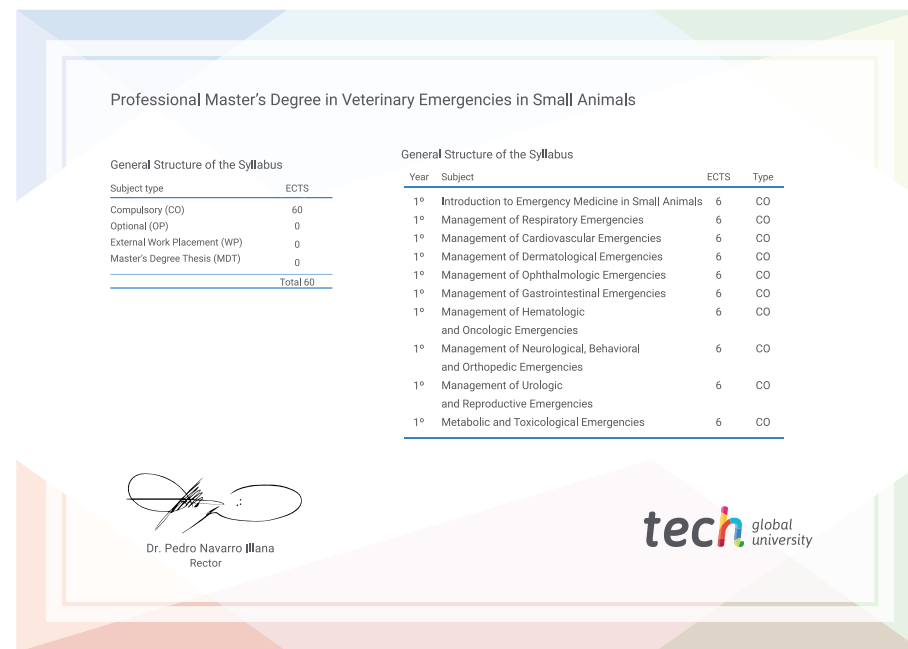 Professional Master's Degree in Veterinary Emergencies in Small Animals
General Structure of the Syllabus
Subject type ECTS
Compulsory (CO) 60
Optional (OP) 0
External Work Placement (WP) 0
Master's Degree Thesis (MDT) 0
Total 60
General Structure of the Syllabus
Year Subject ECTS Type
1º Introduction to Emergency Medicine in Small Animals 6 CO
1º Management of Respiratory Emergencies 6 CO
1º Management of Cardiovascular Emergencies 6 CO
1º Management of Dermatological Emergencies 6 CO
1º Management of Ophthalmologic Emergencies 6 CO
1º Management of Gastrointestinal Emergencies 6 CO
1º Management of Hematologic 6 CO
and Oncologic Emergencies
1º Management of Neurological, Behavioral 6 CO
and Orthopedic Emergencies
1º Management of Urologic 6 CO
and Reproductive Emergencies
1º Metabolic and Toxicological Emergencies 6 CO
Dr. Pedro Navarro Illana
Rector
tech global
university